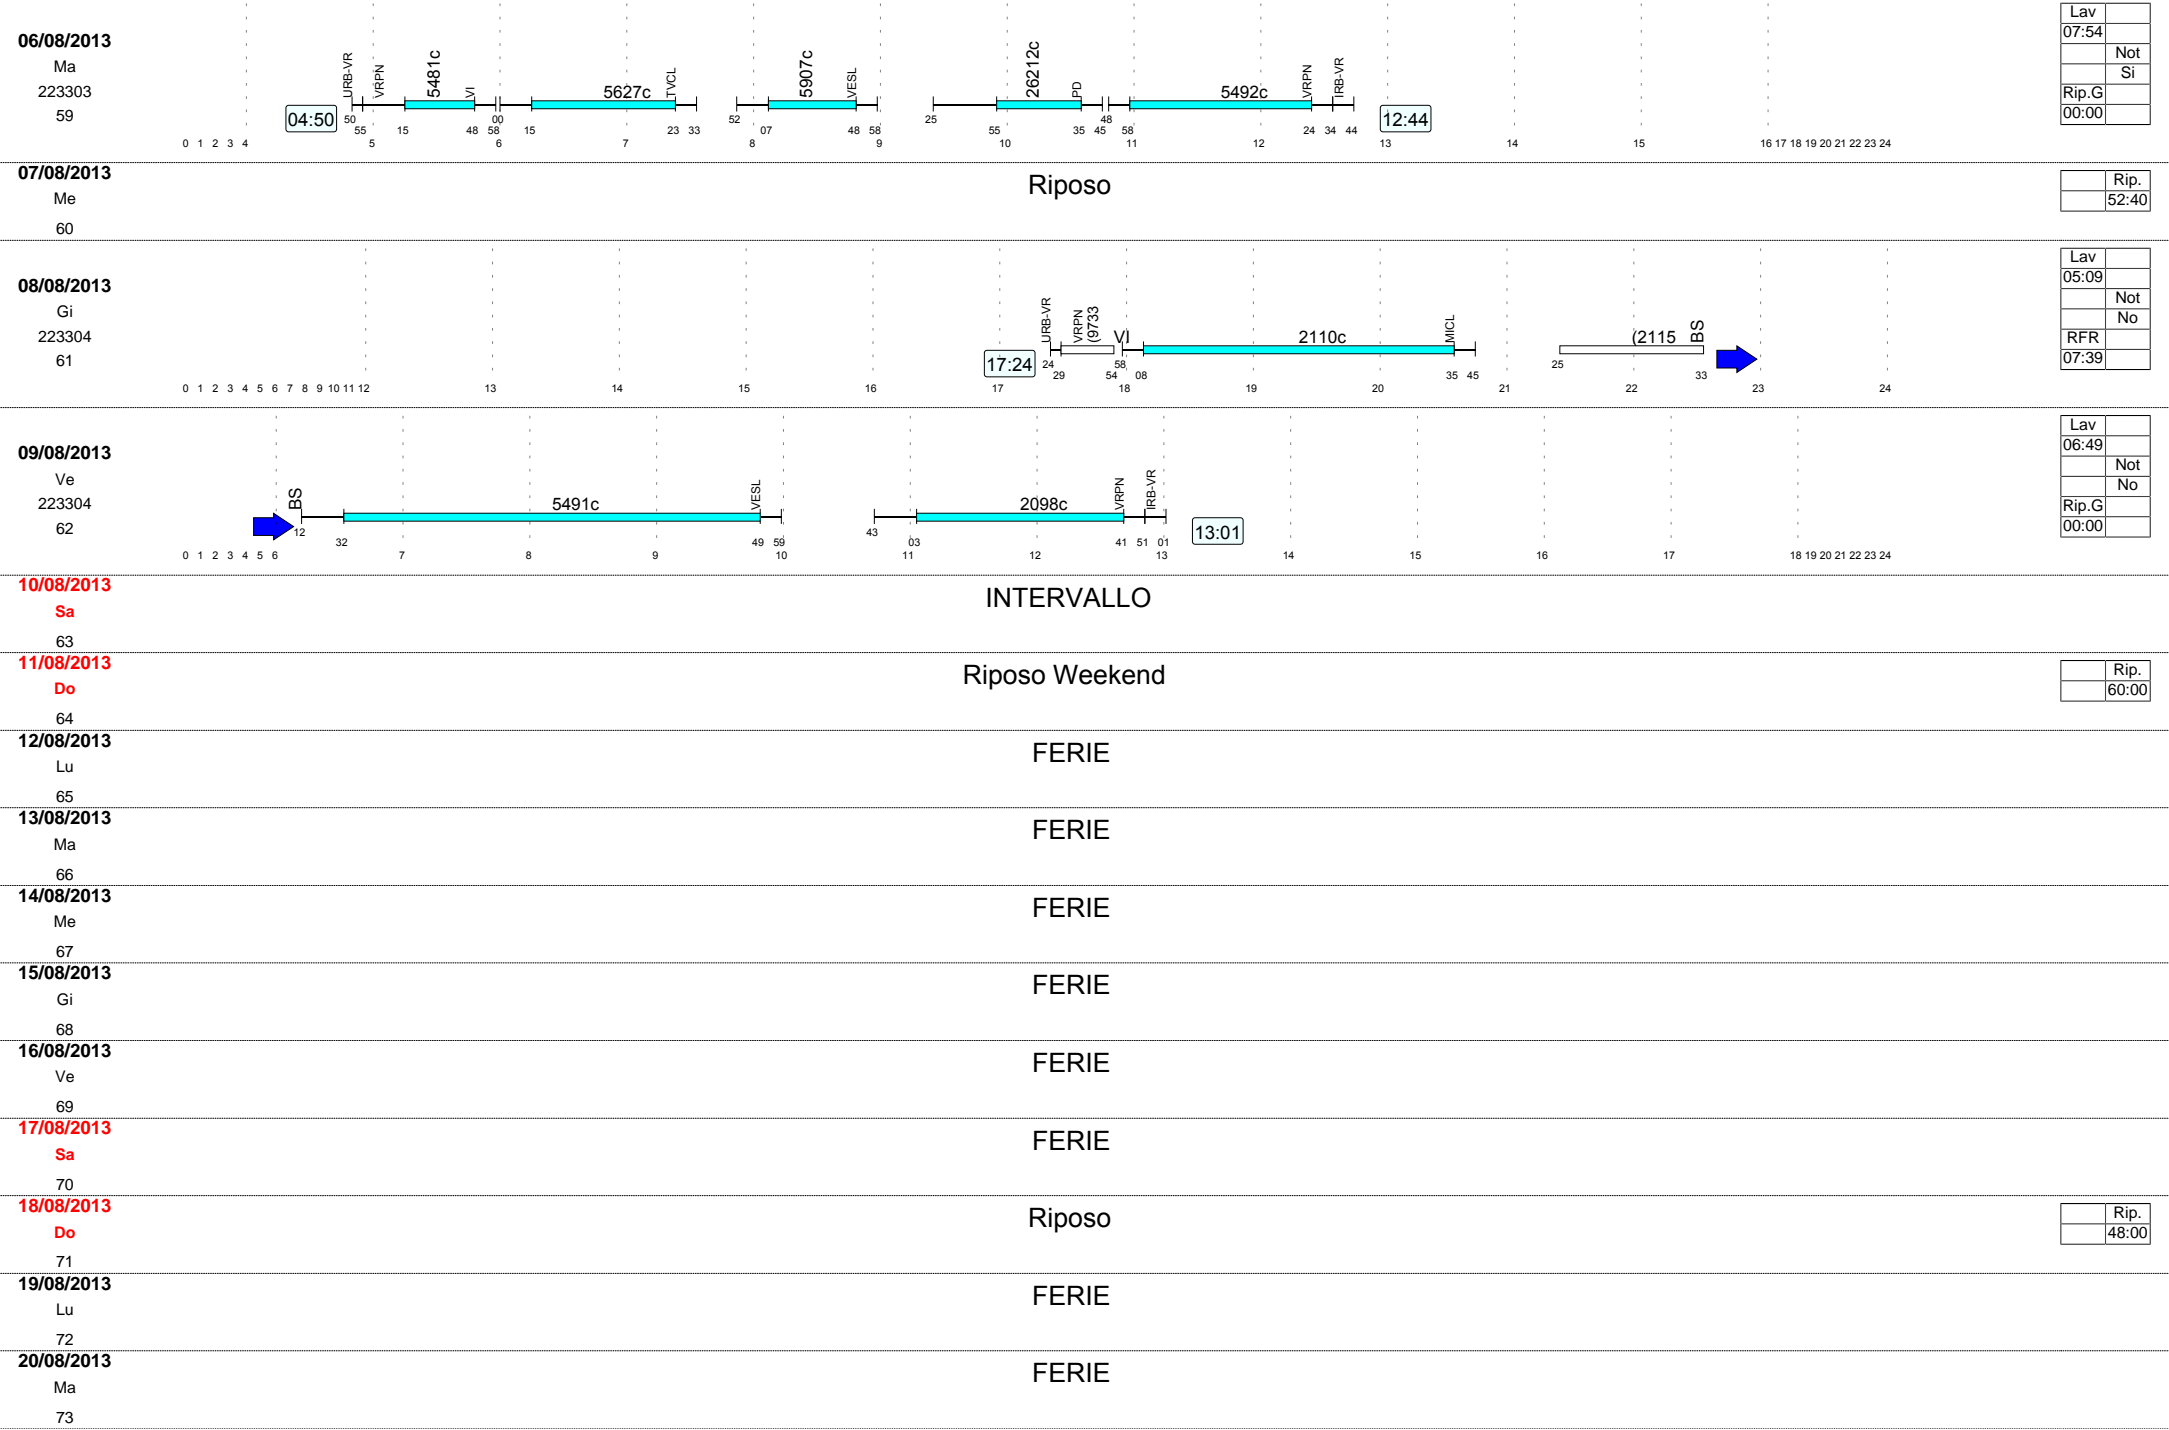 06/08/2013
Ma
223303
59
04:50
URB-VR VRPN 5481c VI 5627c TVCL 5907c VESL 26212c PD 5492c VRPN IRB-VR
12:44
50 55 15 48 58 00 15 23 33 52 07 48 58 25 55 35 45 48 58 24 34 44
0 1 2 3 4 5 6 7 8 9 10 11 12 13 14 15 16 17 18 19 20 21 22 23 24
Lav
07:54
Not
Si
Rip.G
00:00
07/08/2013
Me
60
Riposo
Rip.
52:40
08/08/2013
Gi
223304
61
17:24
URB-VR VRPN (9733 VI 2110c MICL (2115 BS
24 29 54 58 08 35 45 25 33
0 1 2 3 4 5 6 7 8 9 10 11 12 13 14 15 16 17 18 19 20 21 22 23 24
Lav
05:09
Not
No
RFR
07:39
09/08/2013
Ve
223304
62
BS 5491c VESL 2098c VRPN IRB-VR
13:01
12 32 49 59 43 03 41 51 01
0 1 2 3 4 5 6 7 8 9 10 11 12 13 14 15 16 17 18 19 20 21 22 23 24
Lav
06:49
Not
No
Rip.G
00:00
10/08/2013
Sa
63
INTERVALLO
11/08/2013
Do
64
Riposo Weekend
Rip.
60:00
12/08/2013
Lu
65
FERIE
13/08/2013
Ma
66
FERIE
14/08/2013
Me
67
FERIE
15/08/2013
Gi
68
FERIE
16/08/2013
Ve
69
FERIE
17/08/2013
Sa
70
FERIE
18/08/2013
Do
71
Riposo
Rip.
48:00
19/08/2013
Lu
72
FERIE
20/08/2013
Ma
73
FERIE